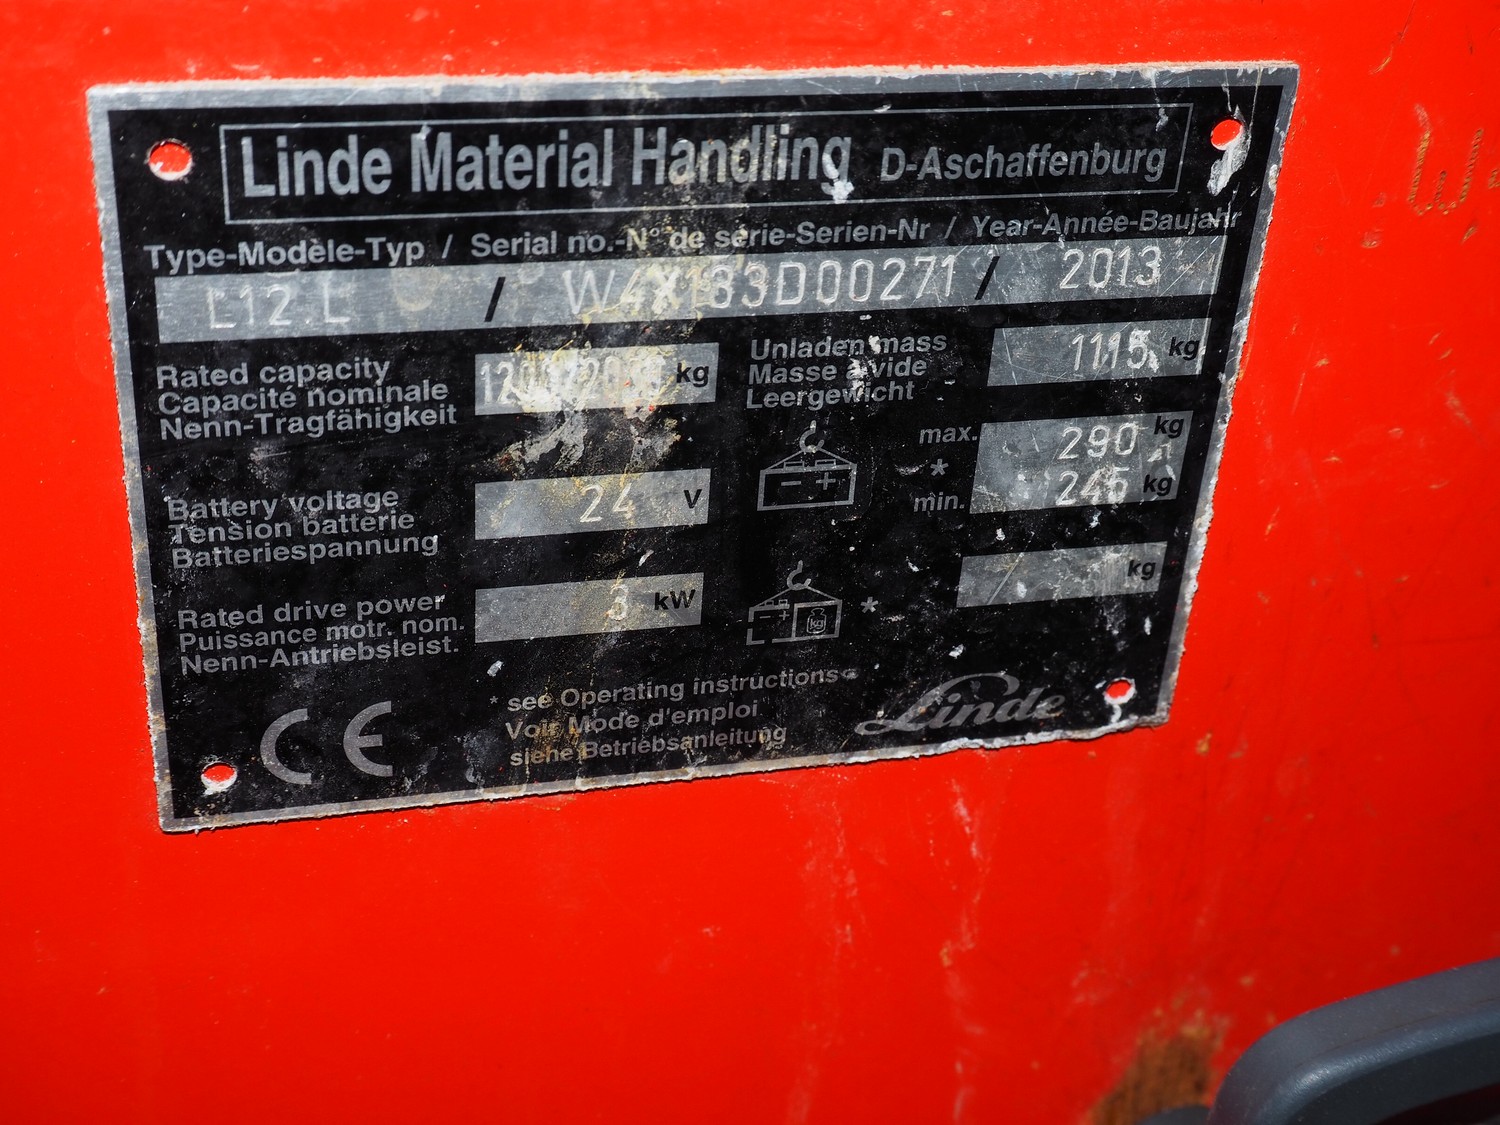 Linde Material Handling D-Aschaffenburg
Type-Modèle-Typ / Serial no.-N° de série-Serien-Nr / Year-Année-Baujahr
L12 L / W4X183D00271 / 2013
Rated capacity
Capacité nominale
Nenn-Tragfähigkeit
kg
Unladen mass
Masse à vide
Leergewicht
1115 kg
Battery voltage
Tension batterie
Batteriespannung
24 V
- +
max. 290 kg
*
min. 245 kg
Rated drive power
Puissance motr. nom.
Nenn-Antriebsleist.
3 kW
- + kg *
kg
CE
* see Operating instructions
Voir Mode d'emploi
siehe Betriebsanleitung
Linde